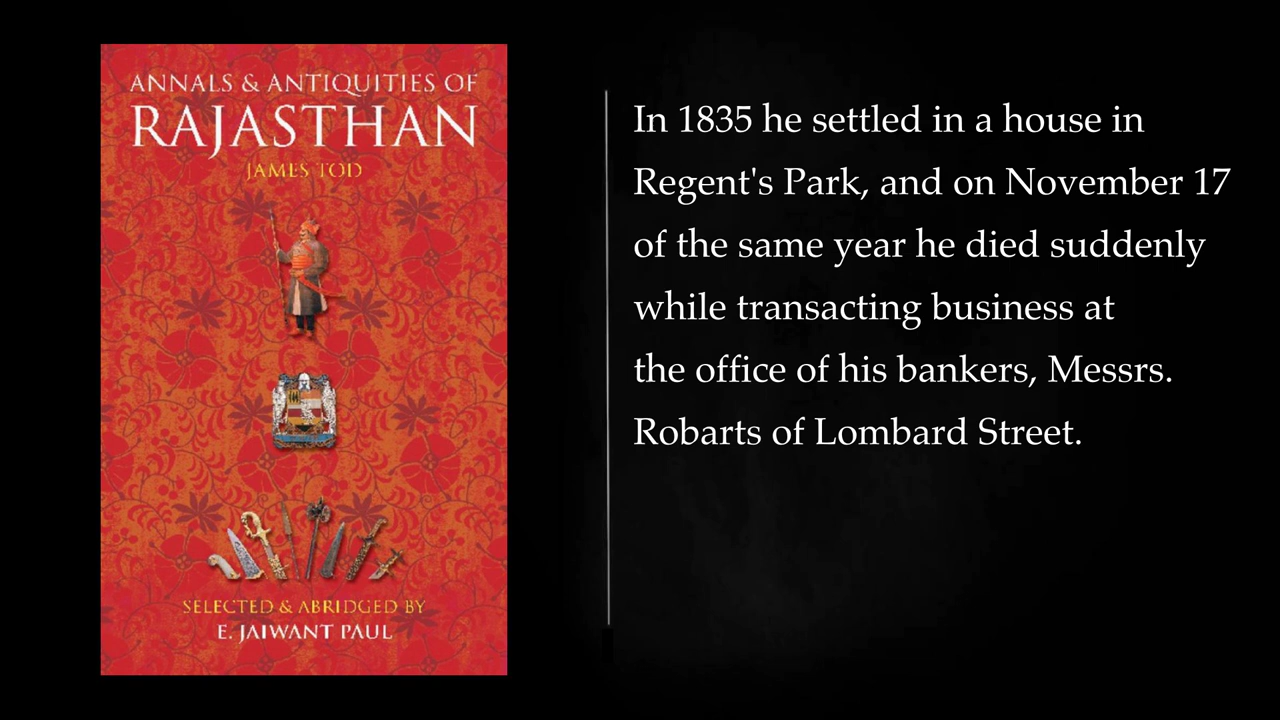 ANNALS & ANTIQUITIES OF
RAJASTHAN
JAMES TOD
SELECTED & ABRIDGED BY
E. JAIWANT PAUL
In 1835 he settled in a house in
Regent's Park, and on November 17
of the same year he died suddenly
while transacting business at
the office of his bankers, Messrs.
Robarts of Lombard Street.